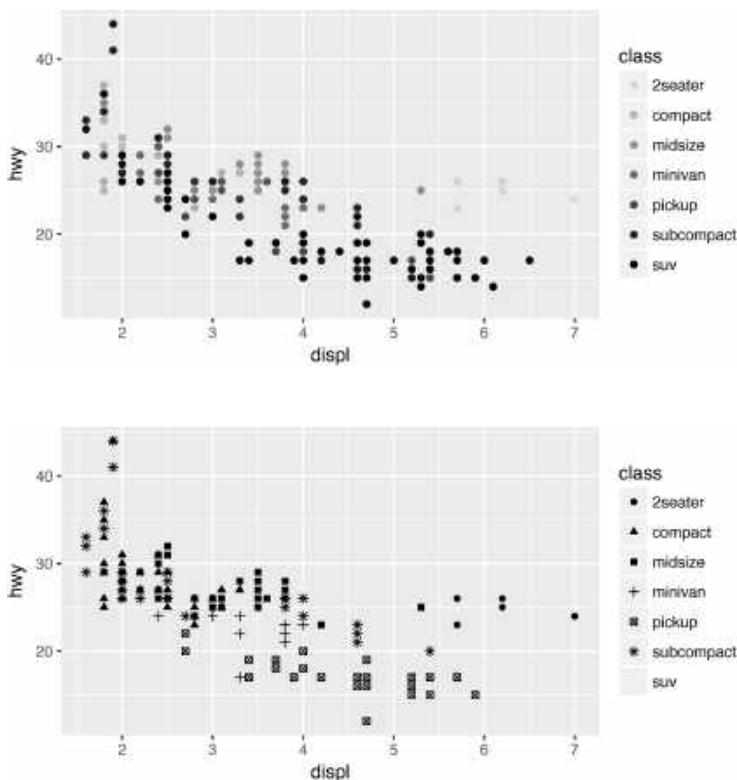 class
2seater
compact
midsize
minivan
pickup
subcompact
suv
hwy
40
30
20
2 3 4 5 6 7
displ
class
2seater
compact
midsize
minivan
pickup
subcompact
suv
hwy
40
30
20
2 3 4 5 6 7
displ